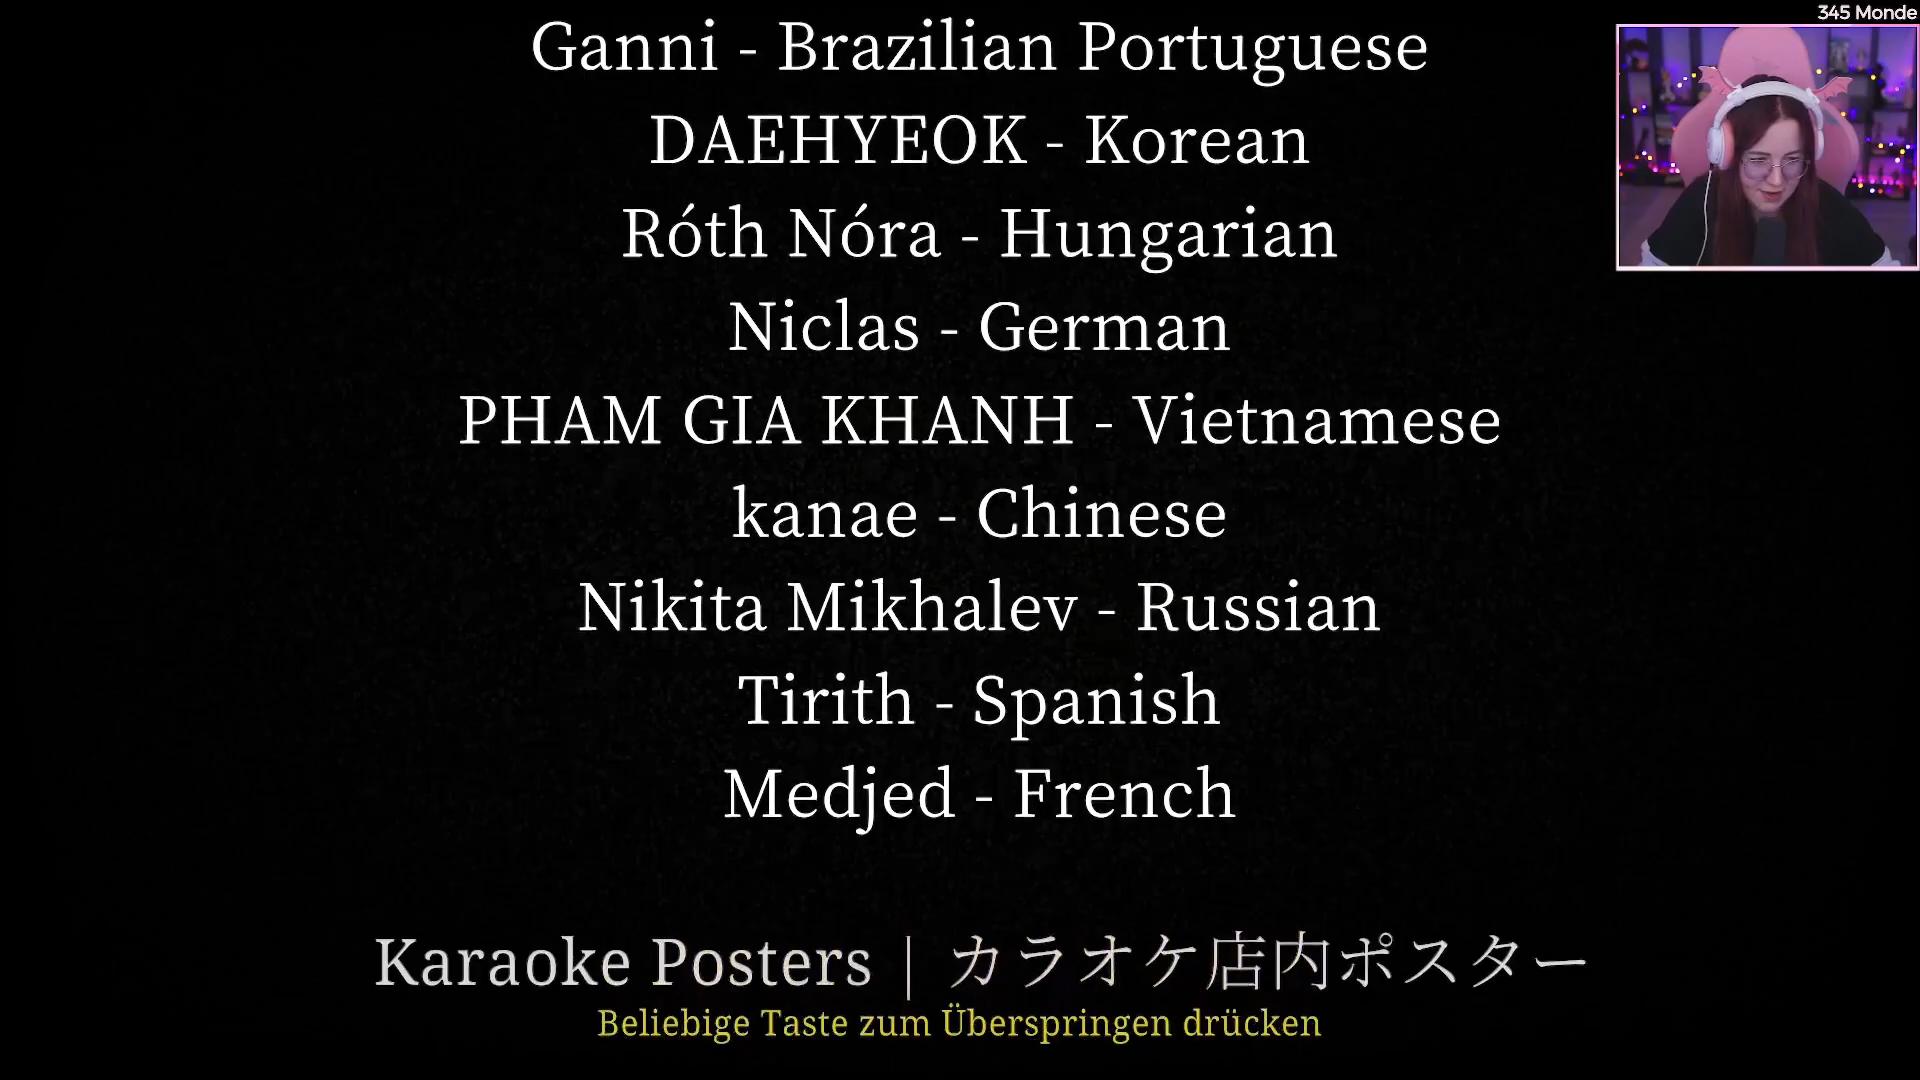 345 Monde
Ganni - Brazilian Portuguese
DAEHYEOK - Korean
Róth Nóra - Hungarian
Niclas - German
PHAM GIA KHANH - Vietnamese
kanae - Chinese
Nikita Mikhalev - Russian
Tirith - Spanish
Medjed - French
Karaoke Posters | カラオケ店内ポスター
Beliebige Taste zum Überspringen drücken